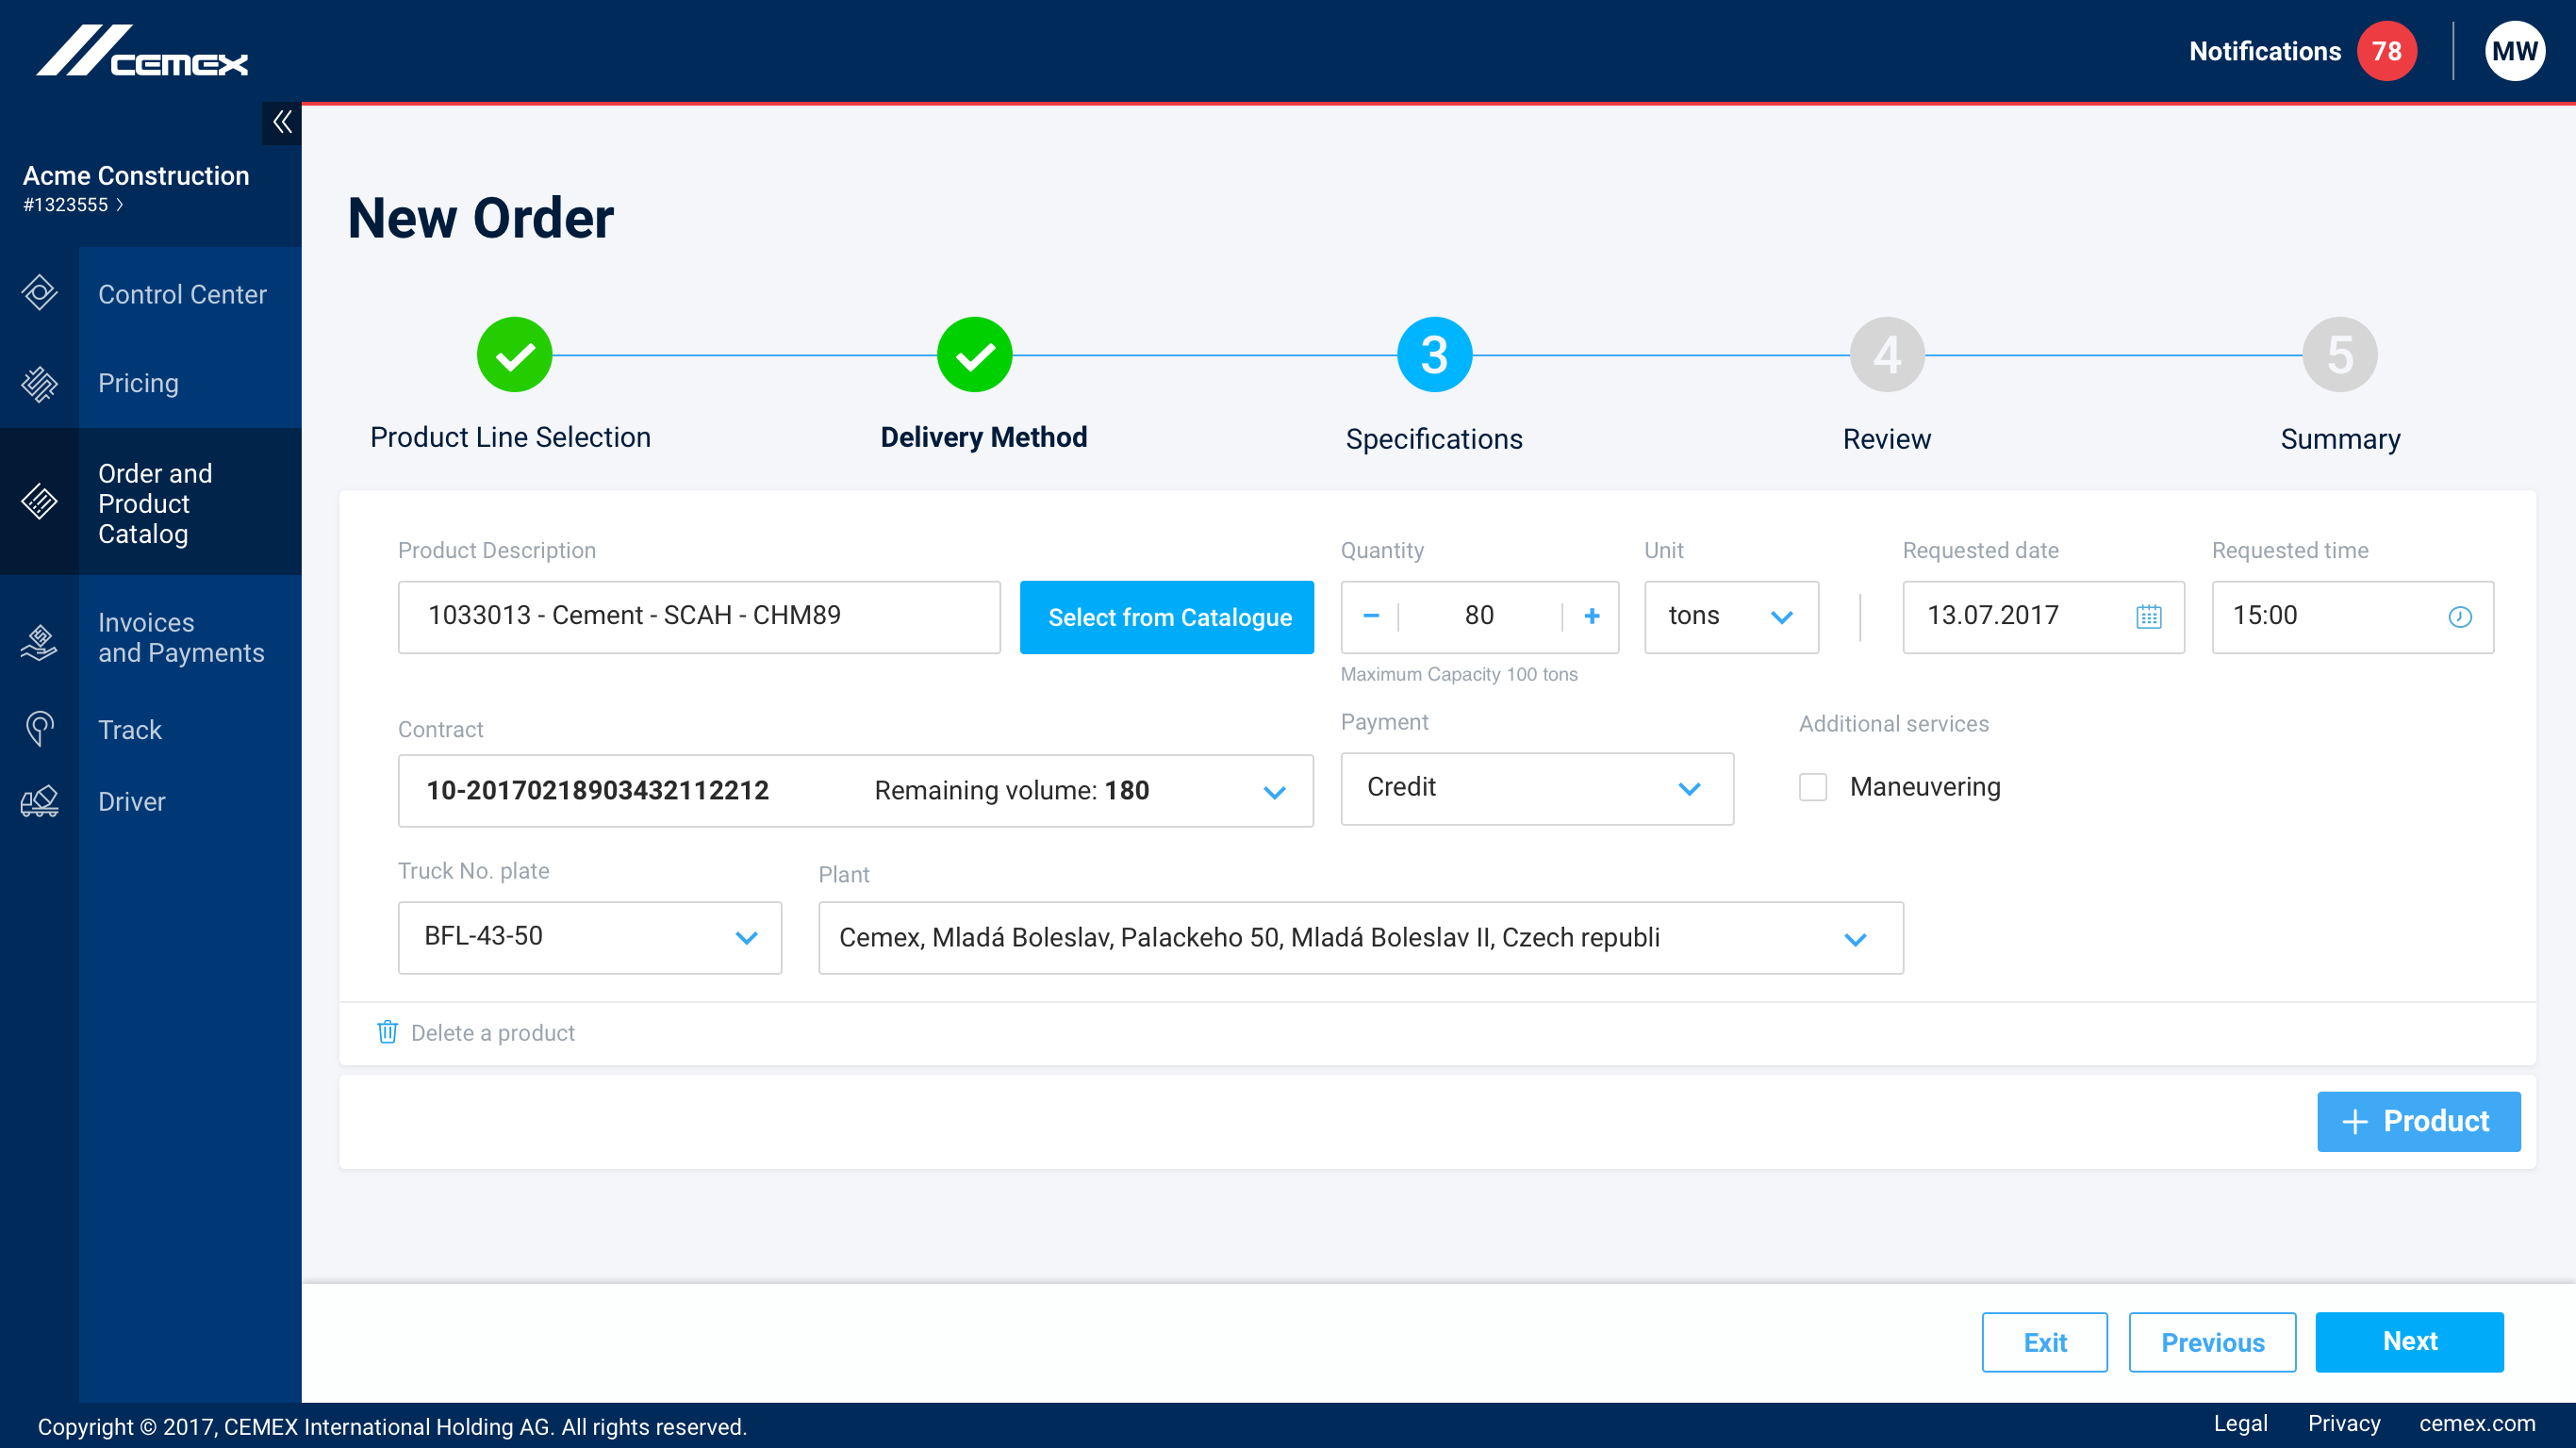 CEMEX
Notifications 78 MW
Acme Construction
#1323555
Control Center
Pricing
Order and
Product
Catalog
Invoices
and Payments
Track
Driver
New Order
3 4 5
Product Line Selection Delivery Method Specifications Review Summary
Product Description Quantity Unit Requested date Requested time
1033013 - Cement - SCAH - CHM89 Select from Catalogue − 80 + tons 13.07.2017 15:00
Maximum Capacity 100 tons
Contract Payment Additional services
10-20170218903432112212 Remaining volume: 180 Credit Maneuvering
Truck No. plate Plant
BFL-43-50 Cemex, Mladá Boleslav, Palackeho 50, Mladá Boleslav II, Czech republi
Delete a product
+ Product
Exit Previous Next
Copyright © 2017, CEMEX International Holding AG. All rights reserved. Legal Privacy cemex.com